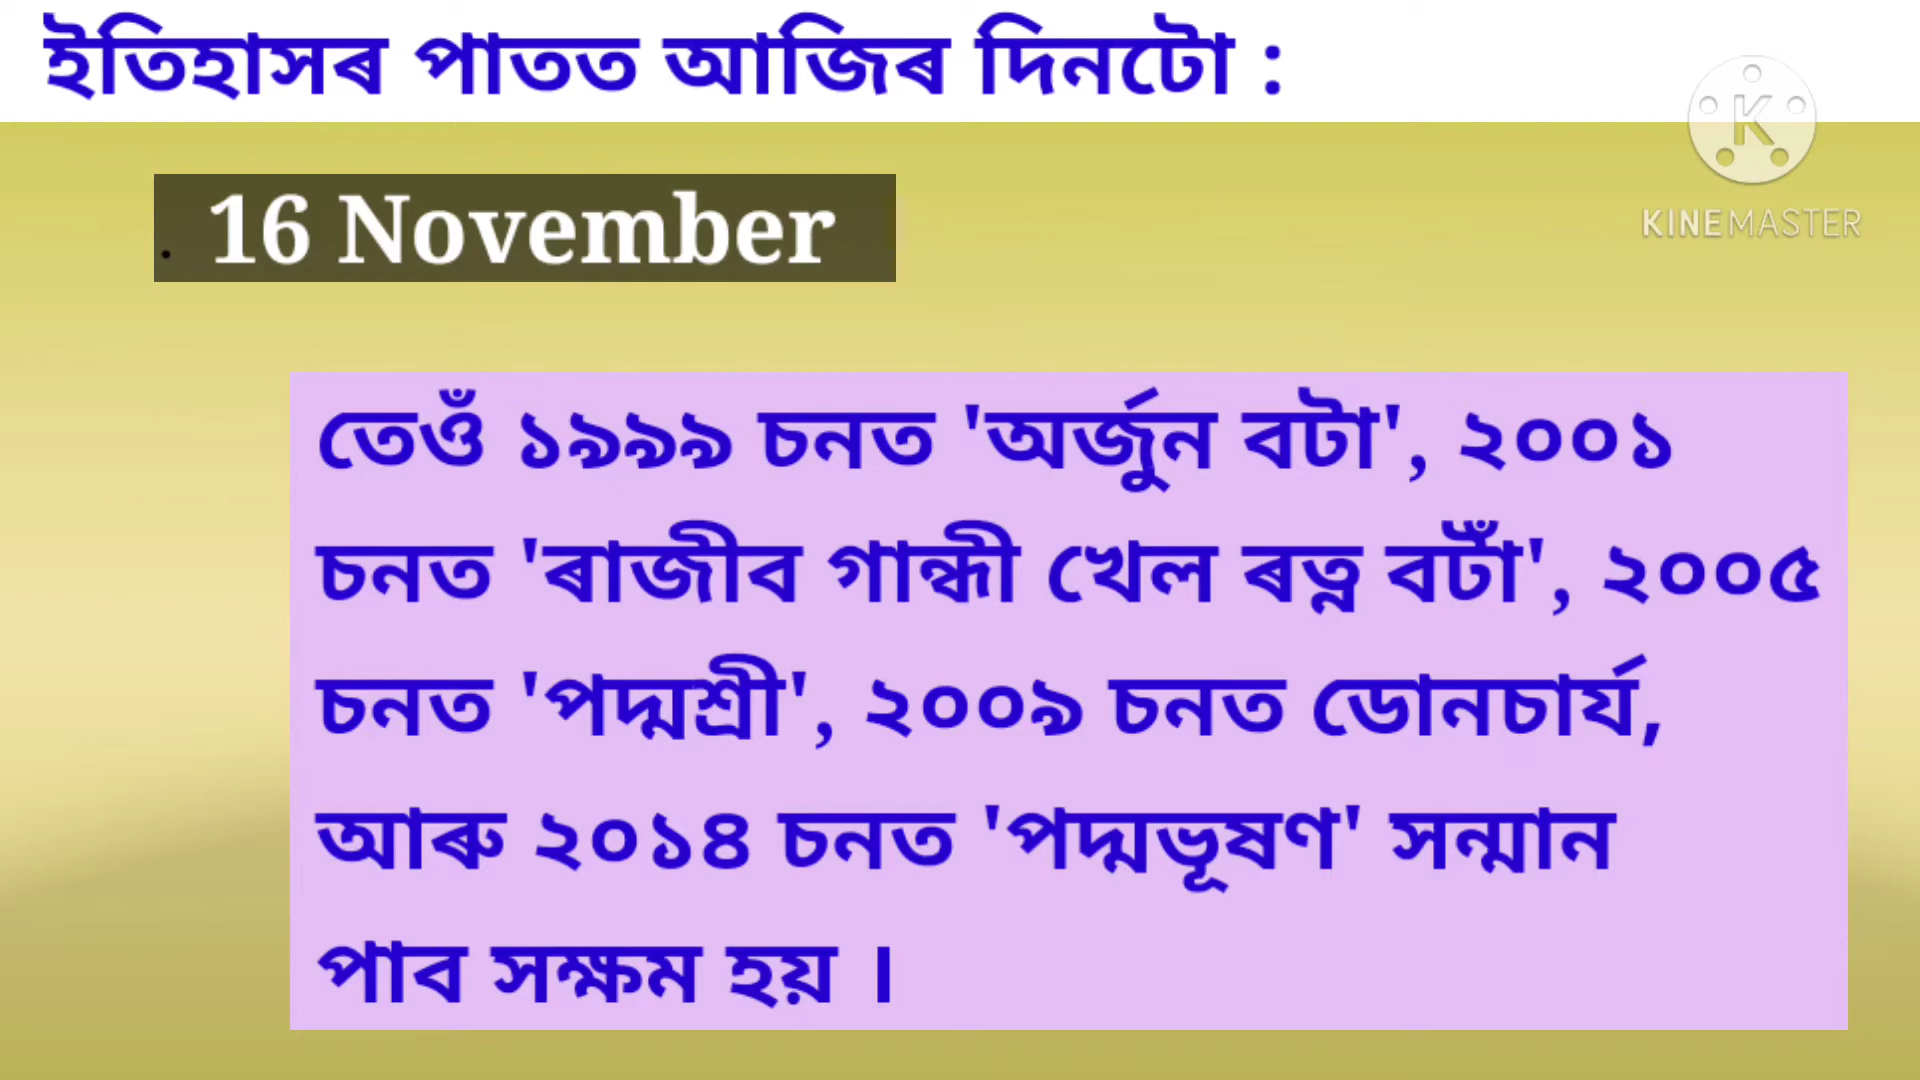 ইতিহাসৰ পাতত আজিৰ দিনটো :
KINEMASTER
. 16 November
তেওঁ ১৯৯৯ চনত 'অৰ্জুন বটা', ২০০১
চনত 'ৰাজীব গান্ধী খেল ৰত্ন বটাঁ', ২০০৫
চনত 'পদ্মশ্ৰী', ২০০৯ চনত ডোনচাৰ্য,
আৰু ২০১৪ চনত 'পদ্মভূষণ' সন্মান
পাব সক্ষম হয় ।